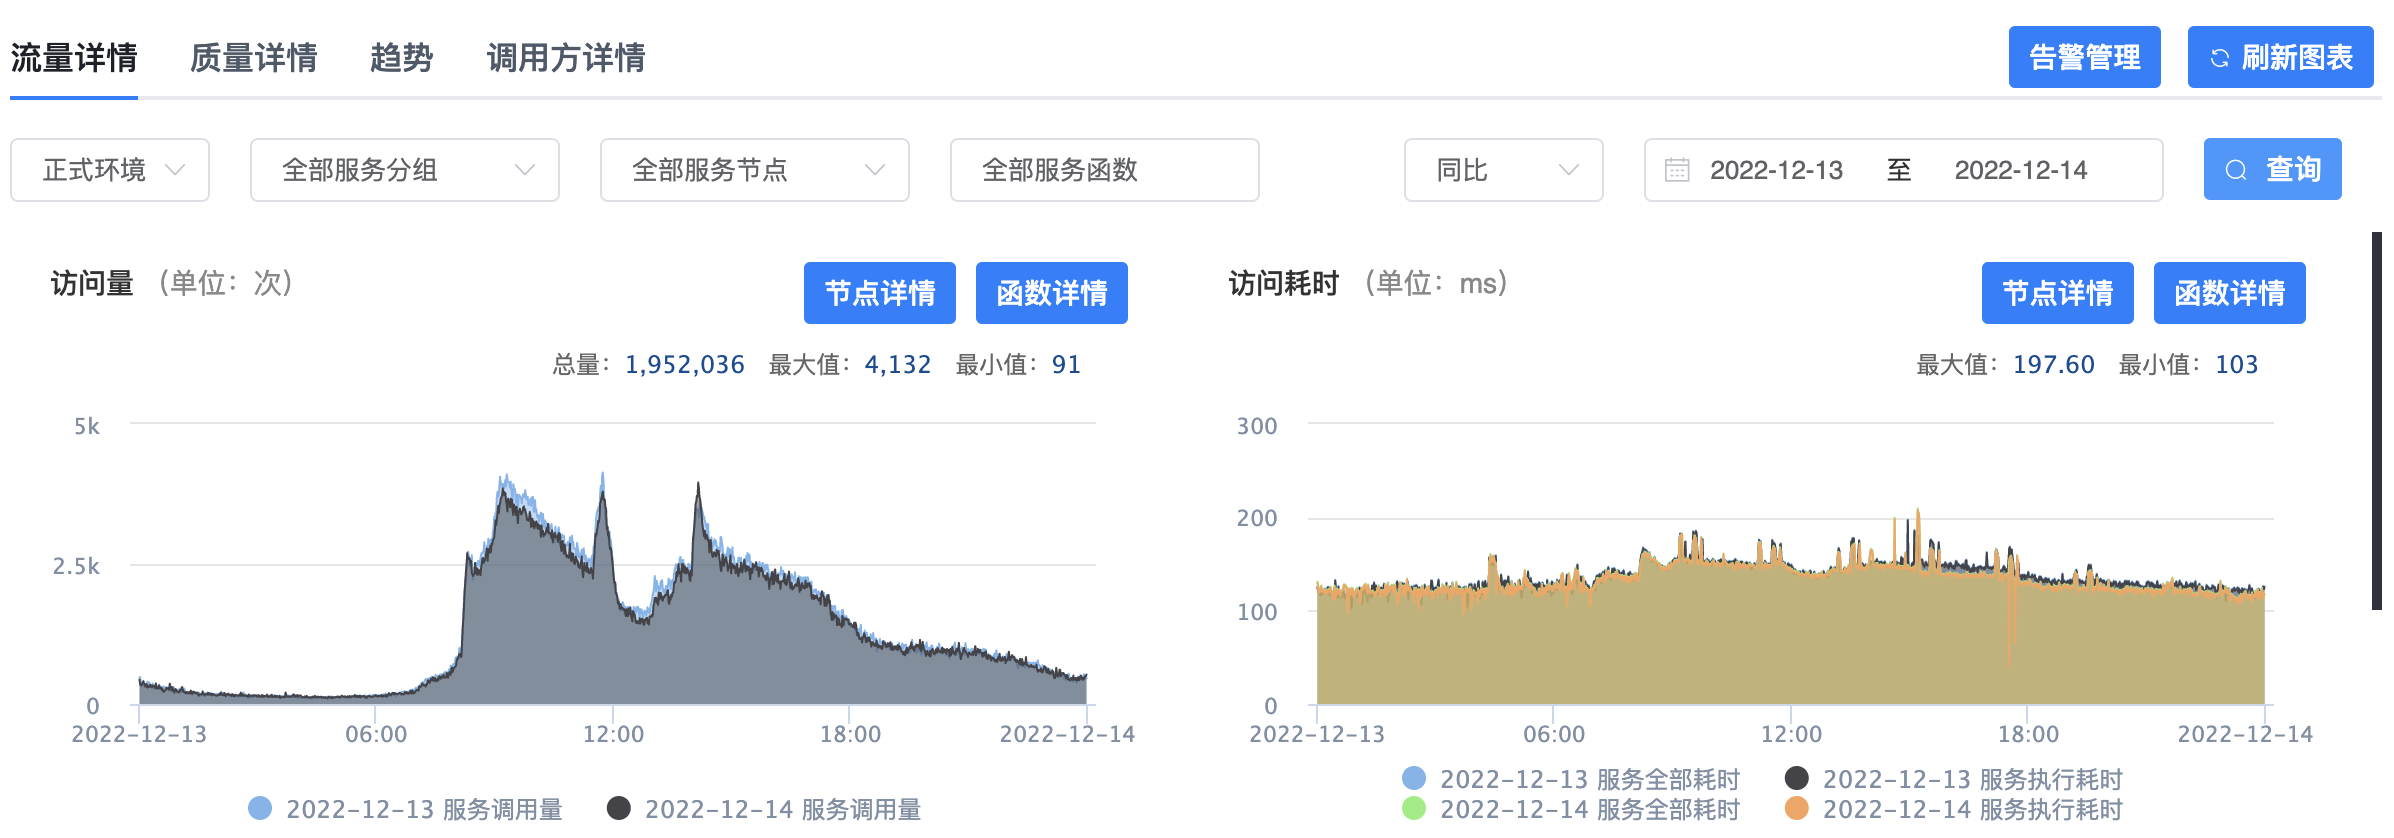 流量详情 质量详情 趋势 调用方详情 告警管理 刷新图表
正式环境 全部服务分组 全部服务节点 全部服务函数 同比 2022-12-13 至 2022-12-14 查询
访问量 （单位：次） 节点详情 函数详情
总量：1,952,036 最大值：4,132 最小值：91
5k
2.5k
0
2022-12-13 06:00 12:00 18:00 2022-12-14
2022-12-13 服务调用量 2022-12-14 服务调用量
访问耗时 （单位：ms） 节点详情 函数详情
最大值：197.60 最小值：103
300
200
100
0
2022-12-13 06:00 12:00 18:00 2022-12-14
2022-12-13 服务全部耗时 2022-12-13 服务执行耗时
2022-12-14 服务全部耗时 2022-12-14 服务执行耗时